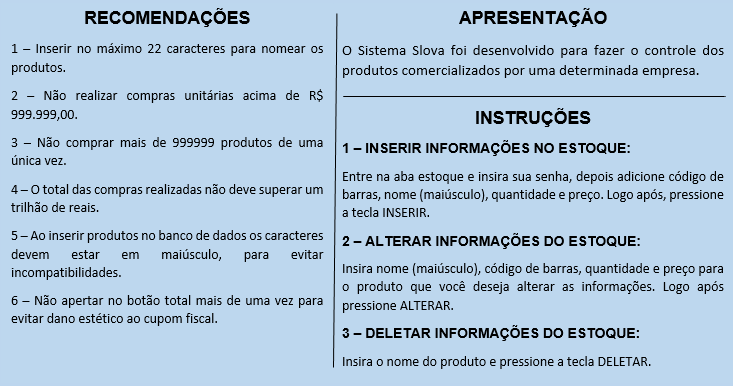 RECOMENDAÇÕES
1 – Inserir no máximo 22 caracteres para nomear os
produtos.
2 – Não realizar compras unitárias acima de R$
999.999,00.
3 – Não comprar mais de 999999 produtos de uma
única vez.
4 – O total das compras realizadas não deve superar um
trilhão de reais.
5 – Ao inserir produtos no banco de dados os caracteres
devem estar em maiúsculo, para evitar
incompatibilidades.
6 – Não apertar no botão total mais de uma vez para
evitar dano estético ao cupom fiscal.
APRESENTAÇÃO
O Sistema Slova foi desenvolvido para fazer o controle dos
produtos comercializados por uma determinada empresa.
INSTRUÇÕES
1 – INSERIR INFORMAÇÕES NO ESTOQUE:
Entre na aba estoque e insira sua senha, depois adicione código de
barras, nome (maiúsculo), quantidade e preço. Logo após, pressione
a tecla INSERIR.
2 – ALTERAR INFORMAÇÕES DO ESTOQUE:
Insira nome (maiúsculo), código de barras, quantidade e preço para
o produto que você deseja alterar as informações. Logo após
pressione ALTERAR.
3 – DELETAR INFORMAÇÕES DO ESTOQUE:
Insira o nome do produto e pressione a tecla DELETAR.